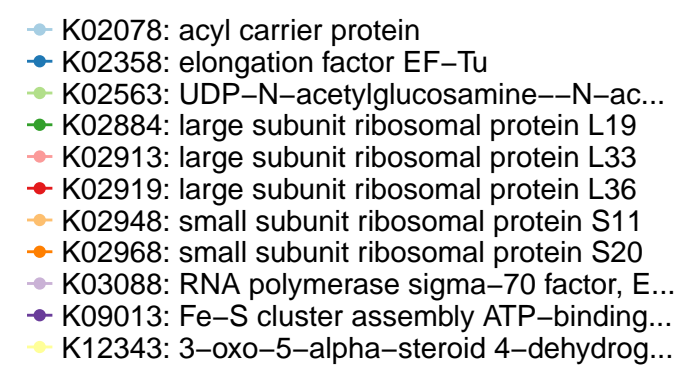 K02078: acyl carrier protein
K02358: elongation factor EF−Tu
K02563: UDP−N−acetylglucosamine−−N−ac...
K02884: large subunit ribosomal protein L19
K02913: large subunit ribosomal protein L33
K02919: large subunit ribosomal protein L36
K02948: small subunit ribosomal protein S11
K02968: small subunit ribosomal protein S20
K03088: RNA polymerase sigma−70 factor, E...
K09013: Fe−S cluster assembly ATP−binding...
K12343: 3−oxo−5−alpha−steroid 4−dehydrog...